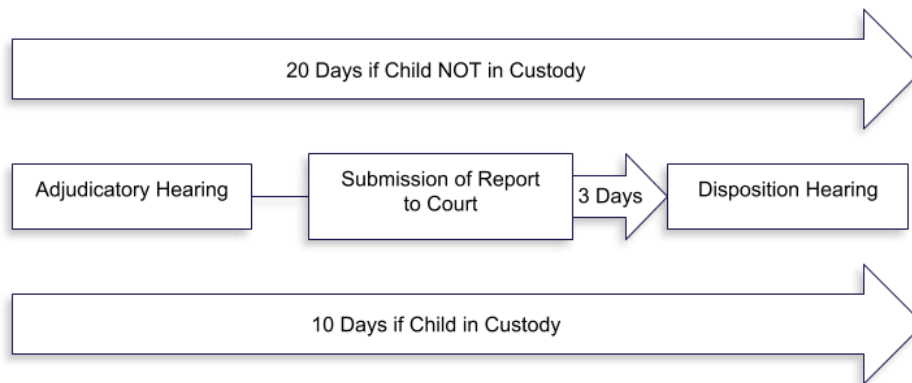 20 Days if Child NOT in Custody
Adjudicatory Hearing
Submission of Report
to Court
3 Days
Disposition Hearing
10 Days if Child in Custody